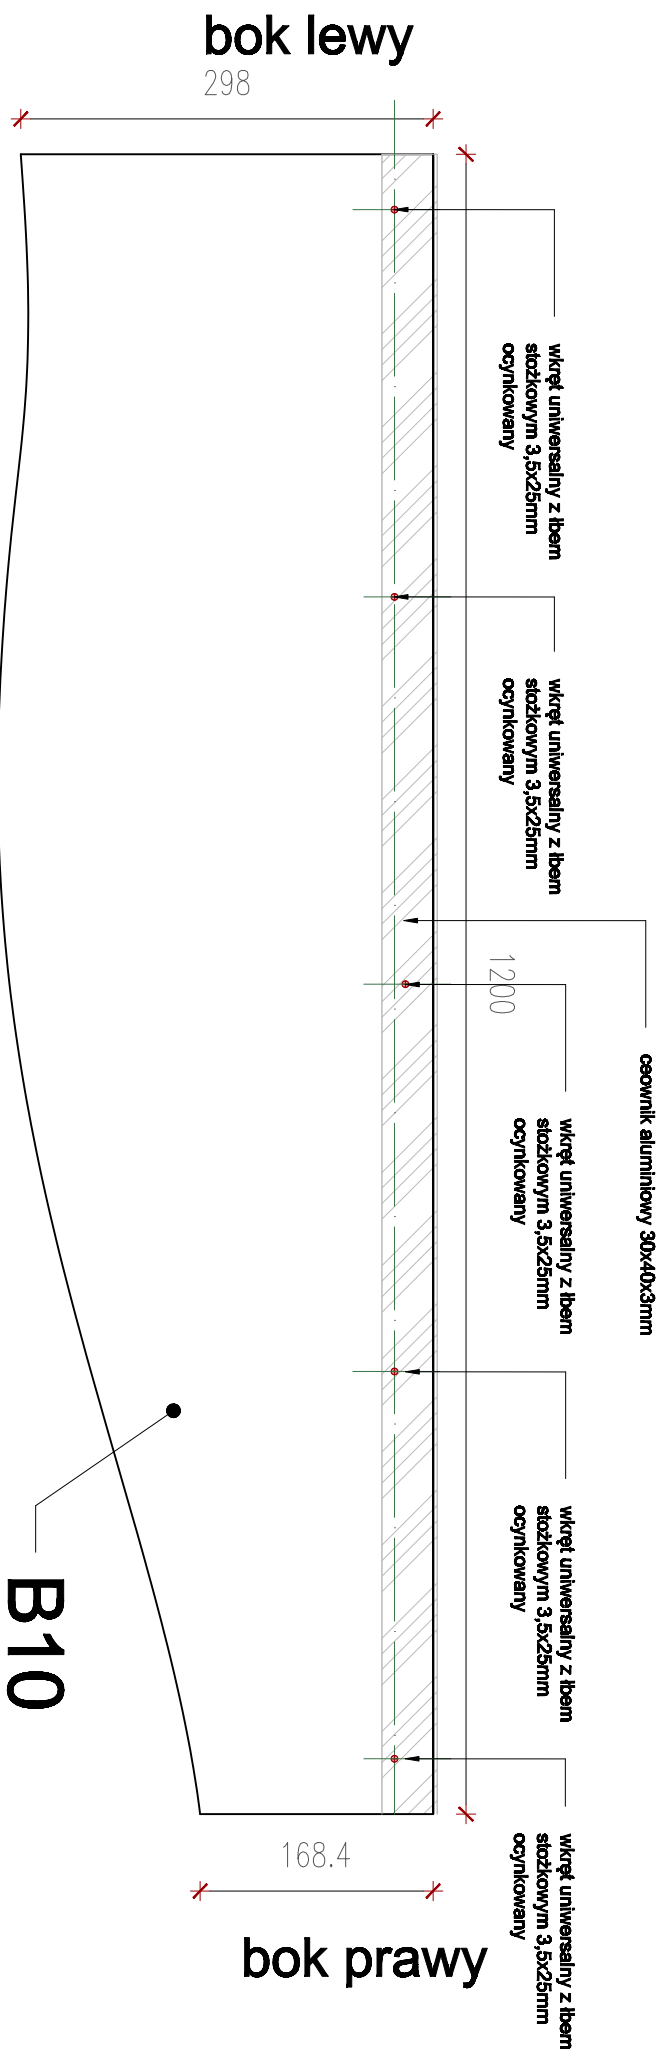 bok lewy
298
wkręt uniwersalny z łbem
stożkowym 3,5x25mm
ocynkowany
wkręt uniwersalny z łbem
stożkowym 3,5x25mm
ocynkowany
1200
ceownik aluminiowy 30x40x3mm
wkręt uniwersalny z łbem
stożkowym 3,5x25mm
ocynkowany
wkręt uniwersalny z łbem
stożkowym 3,5x25mm
ocynkowany
wkręt uniwersalny z łbem
stożkowym 3,5x25mm
ocynkowany
B10
168.4
bok prawy